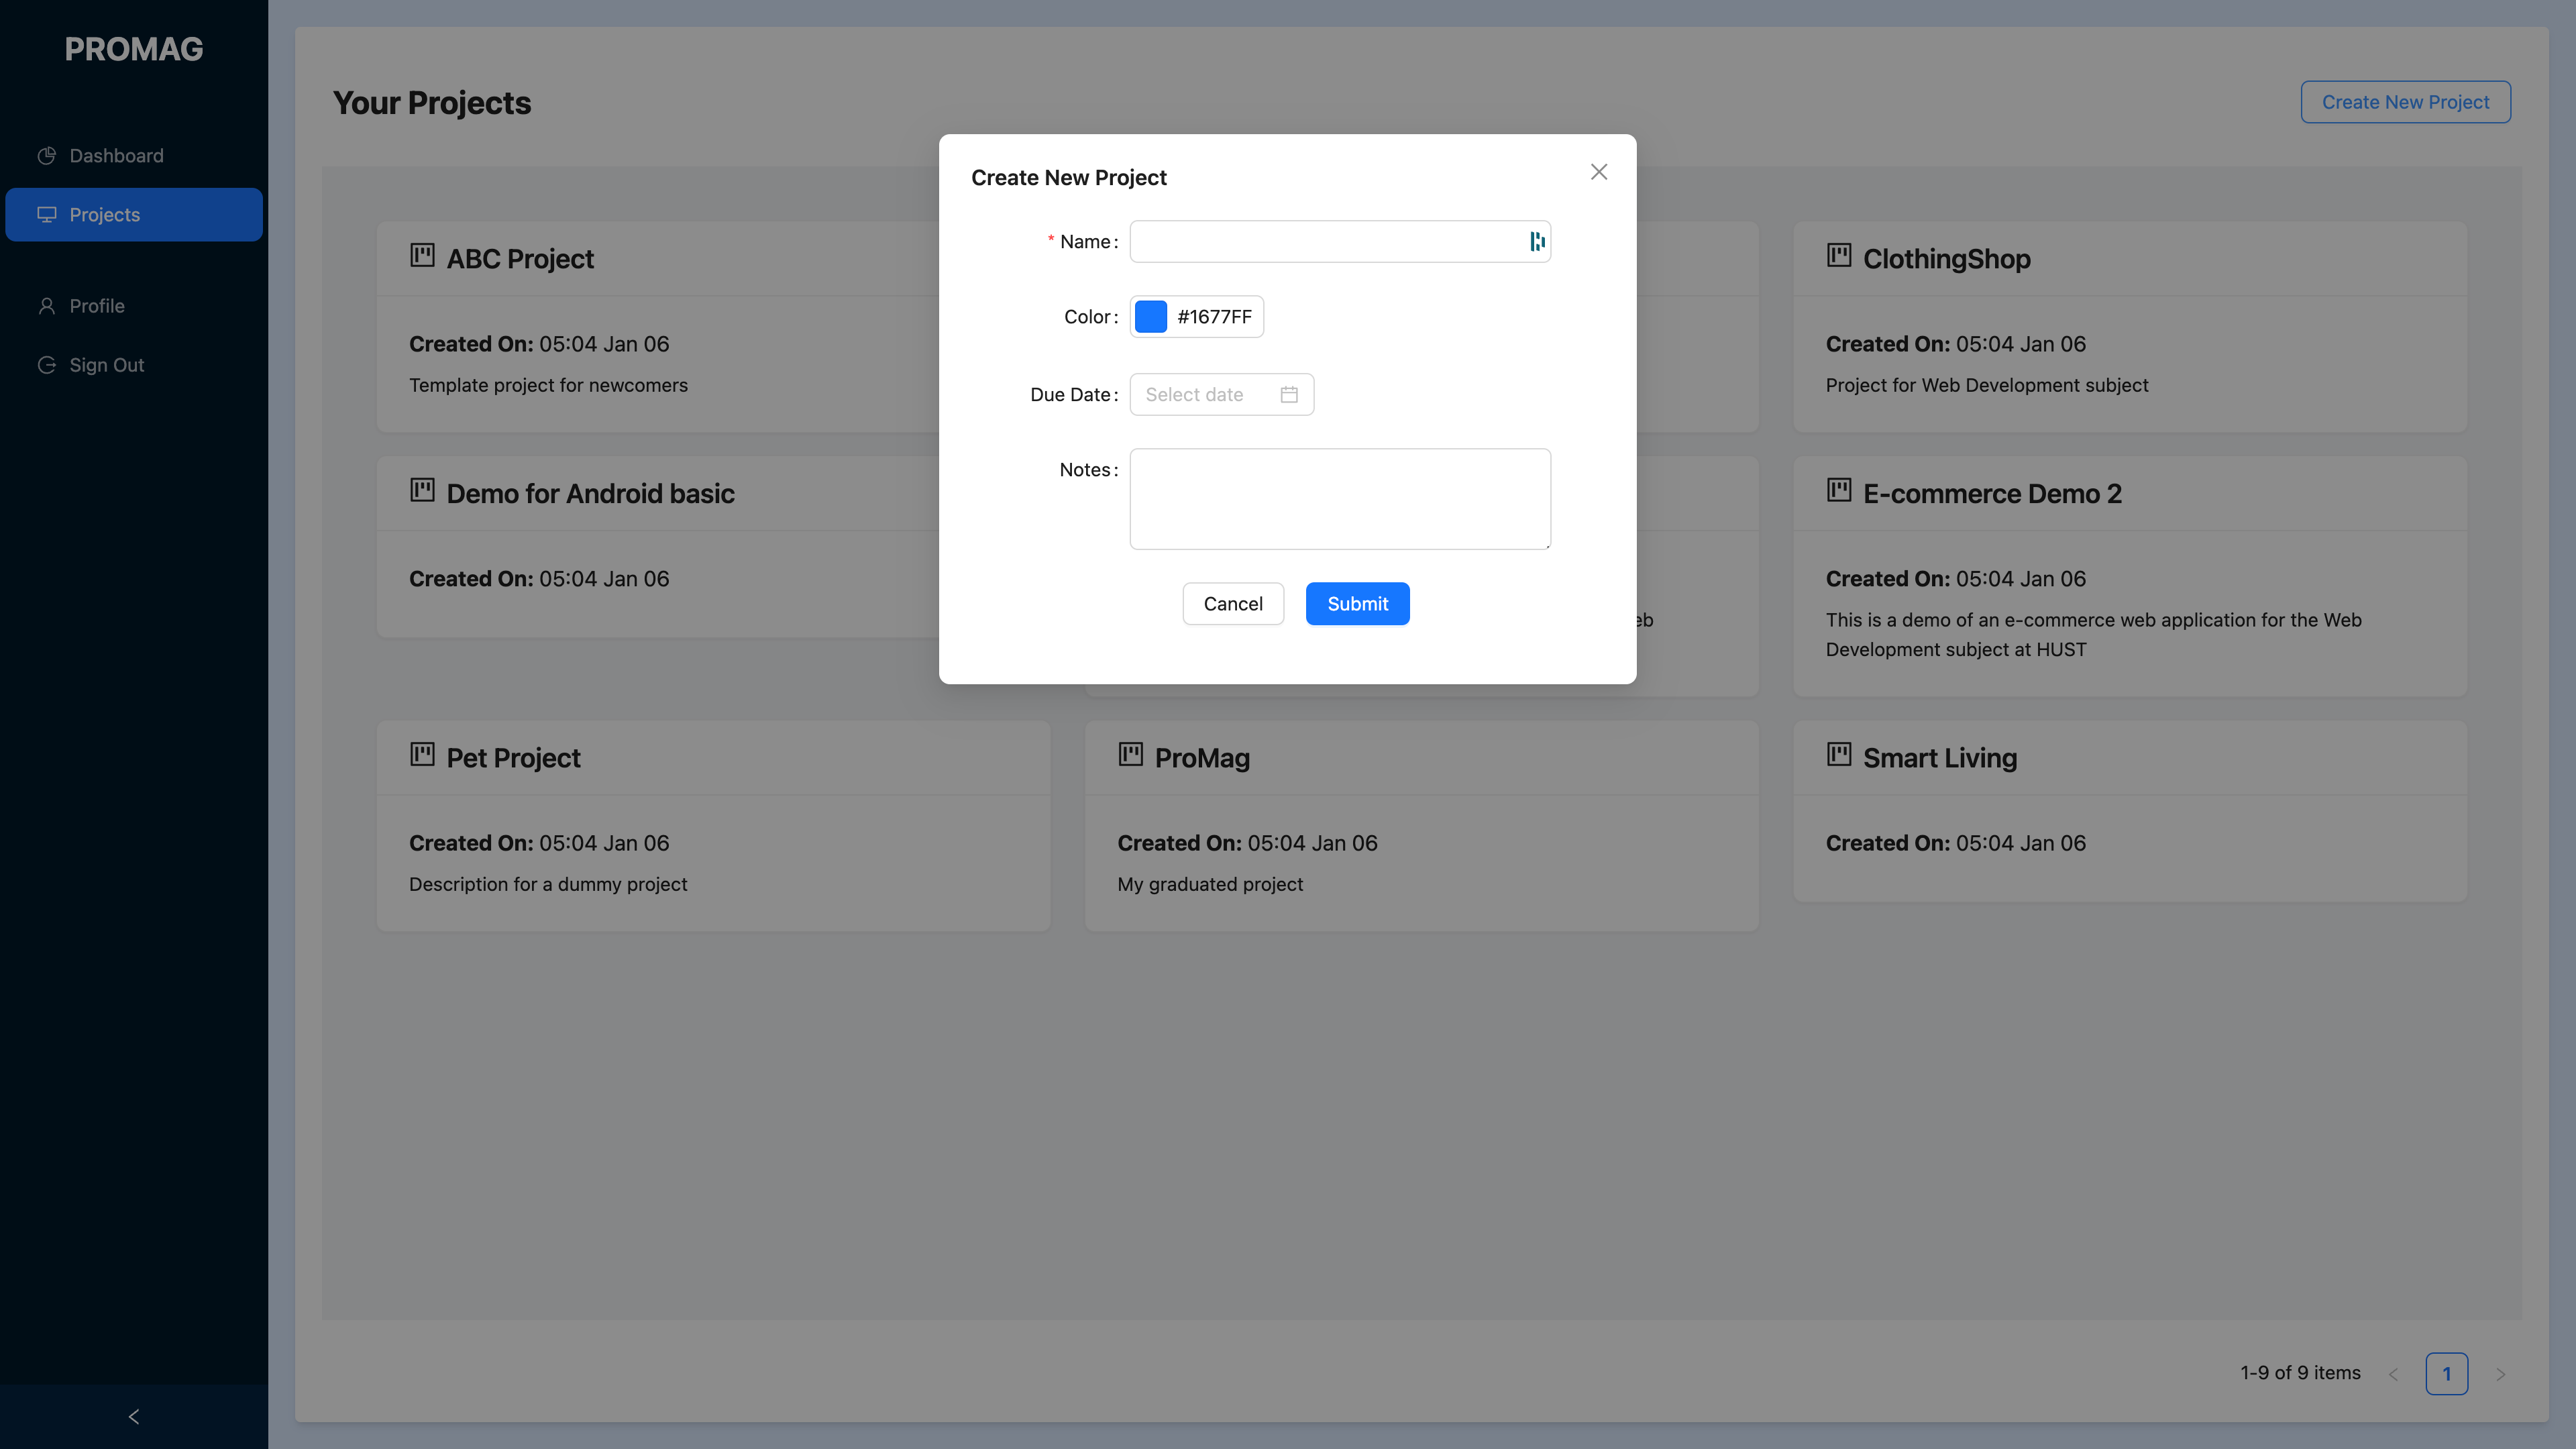 PROMAG
Dashboard
Projects
Profile
Sign Out
Your Projects
Create New Project
Create New Project
* Name:
Color: #1677FF
Due Date: Select date
Notes:
Cancel Submit
ABC Project
Created On: 05:04 Jan 06
Template project for newcomers
ClothingShop
Created On: 05:04 Jan 06
Project for Web Development subject
Demo for Android basic
Created On: 05:04 Jan 06
E-commerce Demo 2
Created On: 05:04 Jan 06
This is a demo of an e-commerce web application for the Web
Development subject at HUST
Pet Project
Created On: 05:04 Jan 06
Description for a dummy project
ProMag
Created On: 05:04 Jan 06
My graduated project
Smart Living
Created On: 05:04 Jan 06
1-9 of 9 items
1